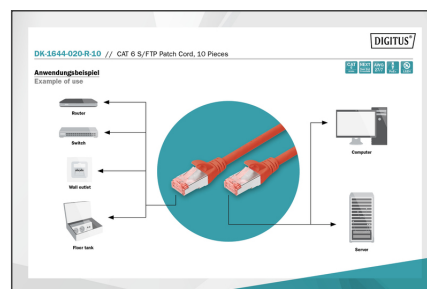 DIGITUS®
DK-1644-020-R-10 // CAT 6 S/FTP Patch Cord, 10 Pieces
Anwendungsbeispiel
Example of use
Router
Switch
Wall outlet
Floor tank
Computer
Server